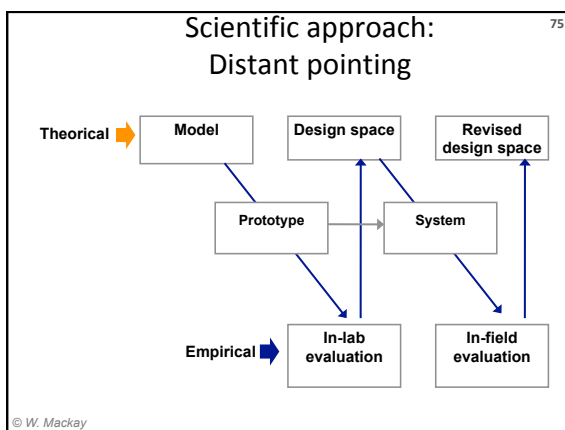 Scientific approach:
Distant pointing
75
Theorical
Model
Design space
Revised
design space
Prototype
System
Empirical
In-lab
evaluation
In-field
evaluation
© W. Mackay